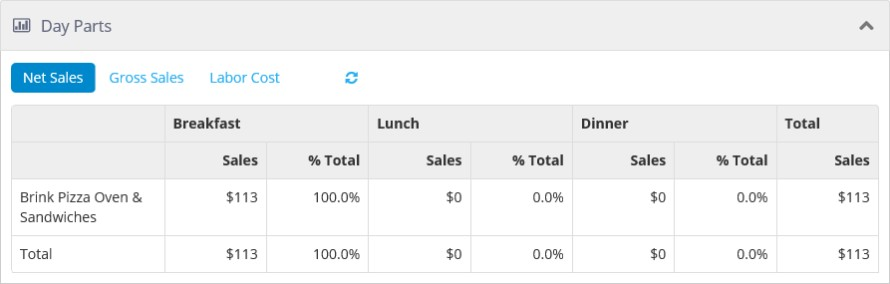 Day Parts
Net Sales Gross Sales Labor Cost
Breakfast Lunch Dinner Total
Sales % Total Sales % Total Sales % Total Sales
Brink Pizza Oven & $113 100.0% $0 0.0% $0 0.0% $113
Sandwiches
Total $113 100.0% $0 0.0% $0 0.0% $113